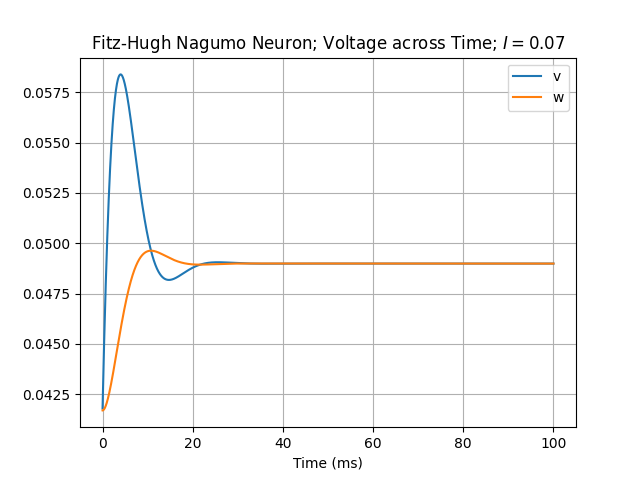 Fitz-Hugh Nagumo Neuron; Voltage across Time; I = 0.07
v
w
0.0575
0.0550
0.0525
0.0500
0.0475
0.0450
0.0425
0 20 40 60 80 100
Time (ms)